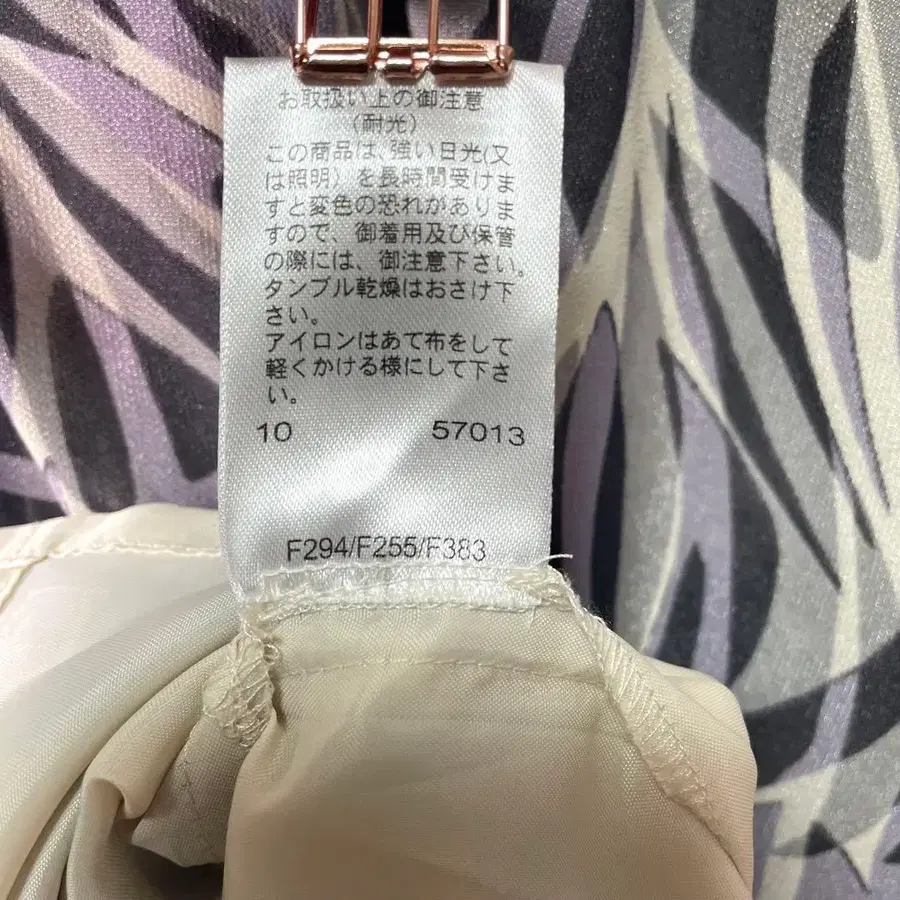 お取扱い上の御注意
(耐光)
この商品は、強い日光(又
は照明）を長時間受けま
すと変色の恐れがありま
すので、御着用及び保管
の際には、御注意下さい。
タンブル乾燥はおさけ下
さい。
アイロンはあて布をして
軽くかける様にして下さ
い。
10 57013
F294/F255/F383